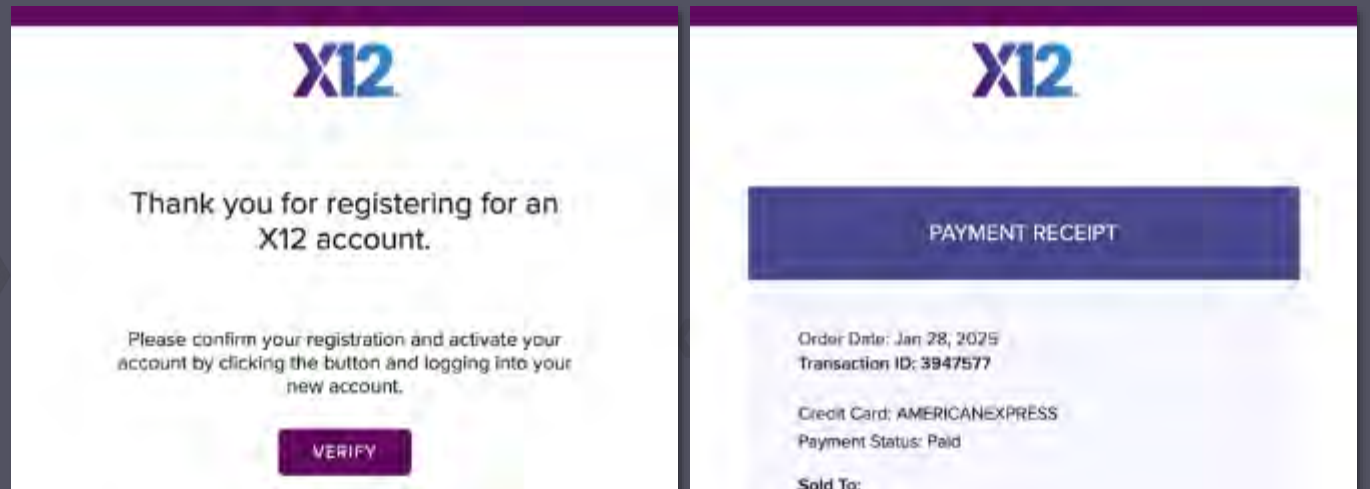 X12
Thank you for registering for an
X12 account.
Please confirm your registration and activate your
account by clicking the button and logging into your
new account.
VERIFY
X12
PAYMENT RECEIPT
Order Date: Jan 28, 2025
Transaction ID: 3947577
Credit Card: AMERICANEXPRESS
Payment Status: Paid
Sold To: